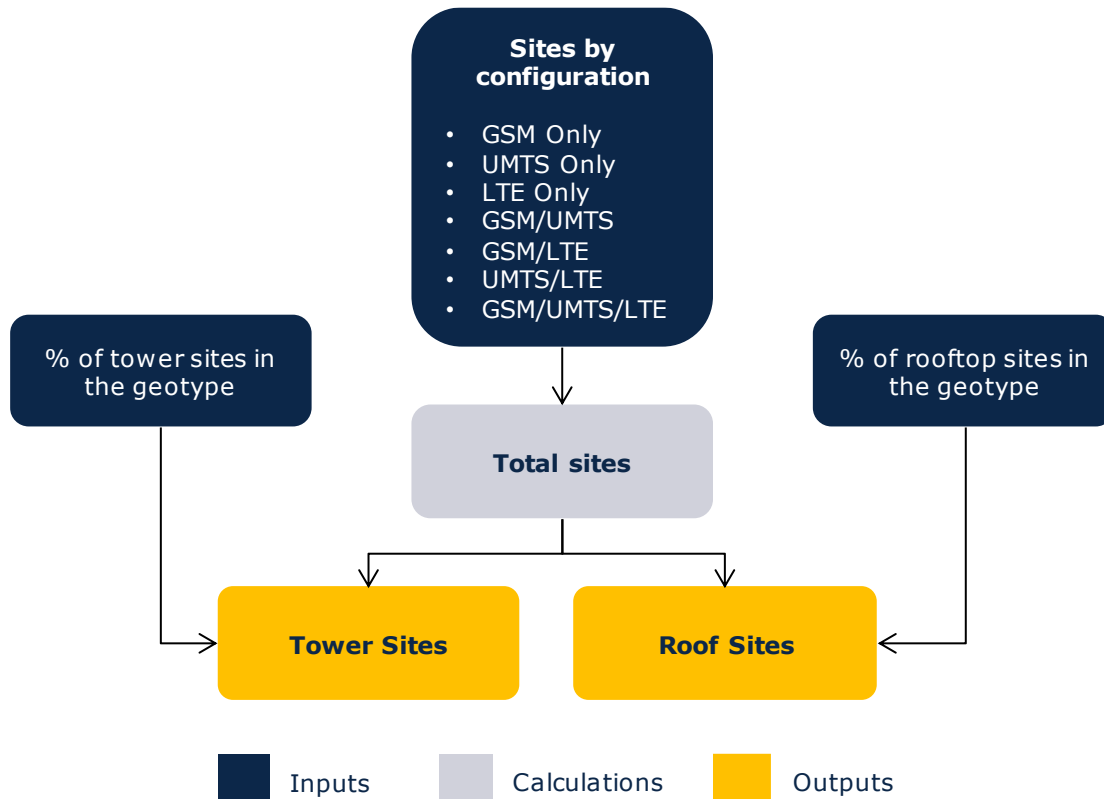 Sites by
configuration
• GSM Only
• UMTS Only
• LTE Only
• GSM/UMTS
• GSM/LTE
• UMTS/LTE
• GSM/UMTS/LTE
% of tower sites in
the geotype
% of rooftop sites in
the geotype
Total sites
Tower Sites
Roof Sites
Inputs
Calculations
Outputs